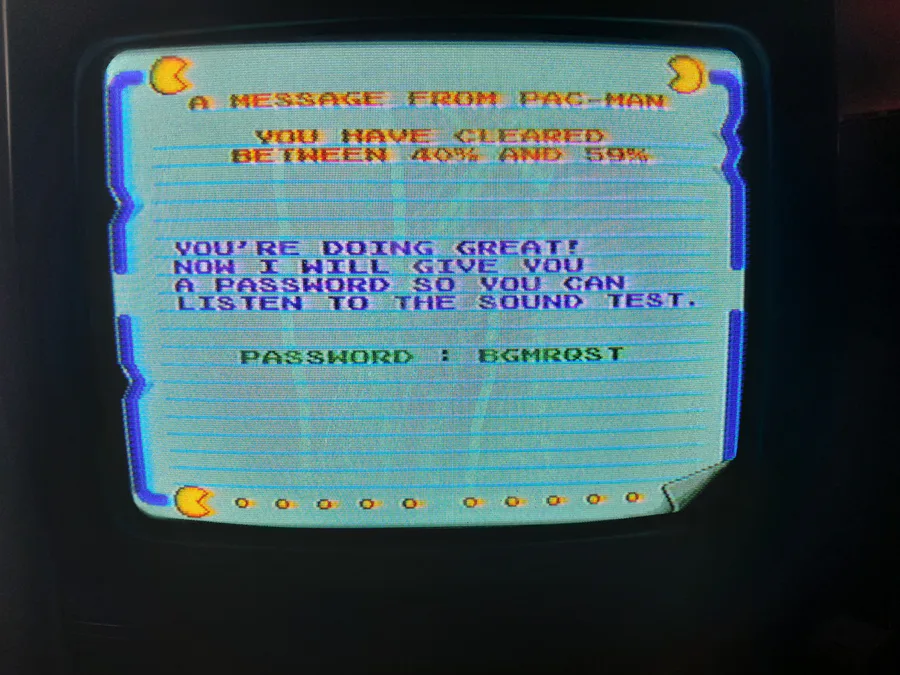 A MESSAGE FROM PAC-MAN
YOU HAVE CLEARED
BETWEEN 40% AND 59%
YOU'RE DOING GREAT!
NOW I WILL GIVE YOU
A PASSWORD SO YOU CAN
LISTEN TO THE SOUND TEST.
PASSWORD : BGMRQST